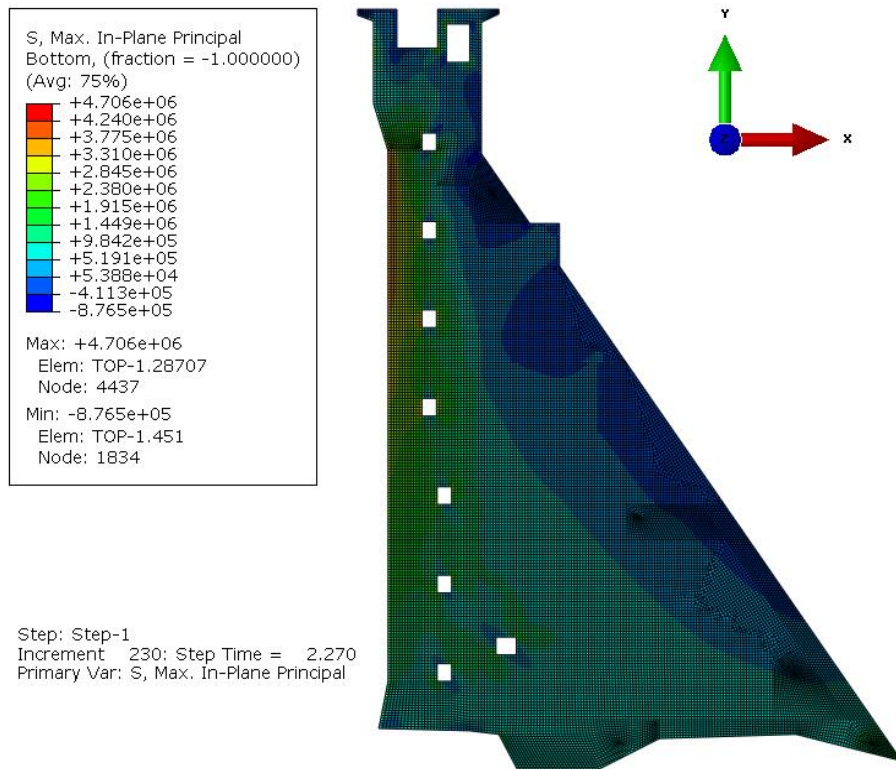 S, Max. In-Plane Principal
Bottom, (fraction = -1.000000)
(Avg: 75%)
+4.706e+06
+4.240e+06
+3.775e+06
+3.310e+06
+2.845e+06
+2.380e+06
+1.915e+06
+1.449e+06
+9.842e+05
+5.191e+05
+5.388e+04
-4.113e+05
-8.765e+05
Max: +4.706e+06
Elem: TOP-1.28707
Node: 4437
Min: -8.765e+05
Elem: TOP-1.451
Node: 1834
Step: Step-1
Increment 230: Step Time = 2.270
Primary Var: S, Max. In-Plane Principal
Y
Z
X